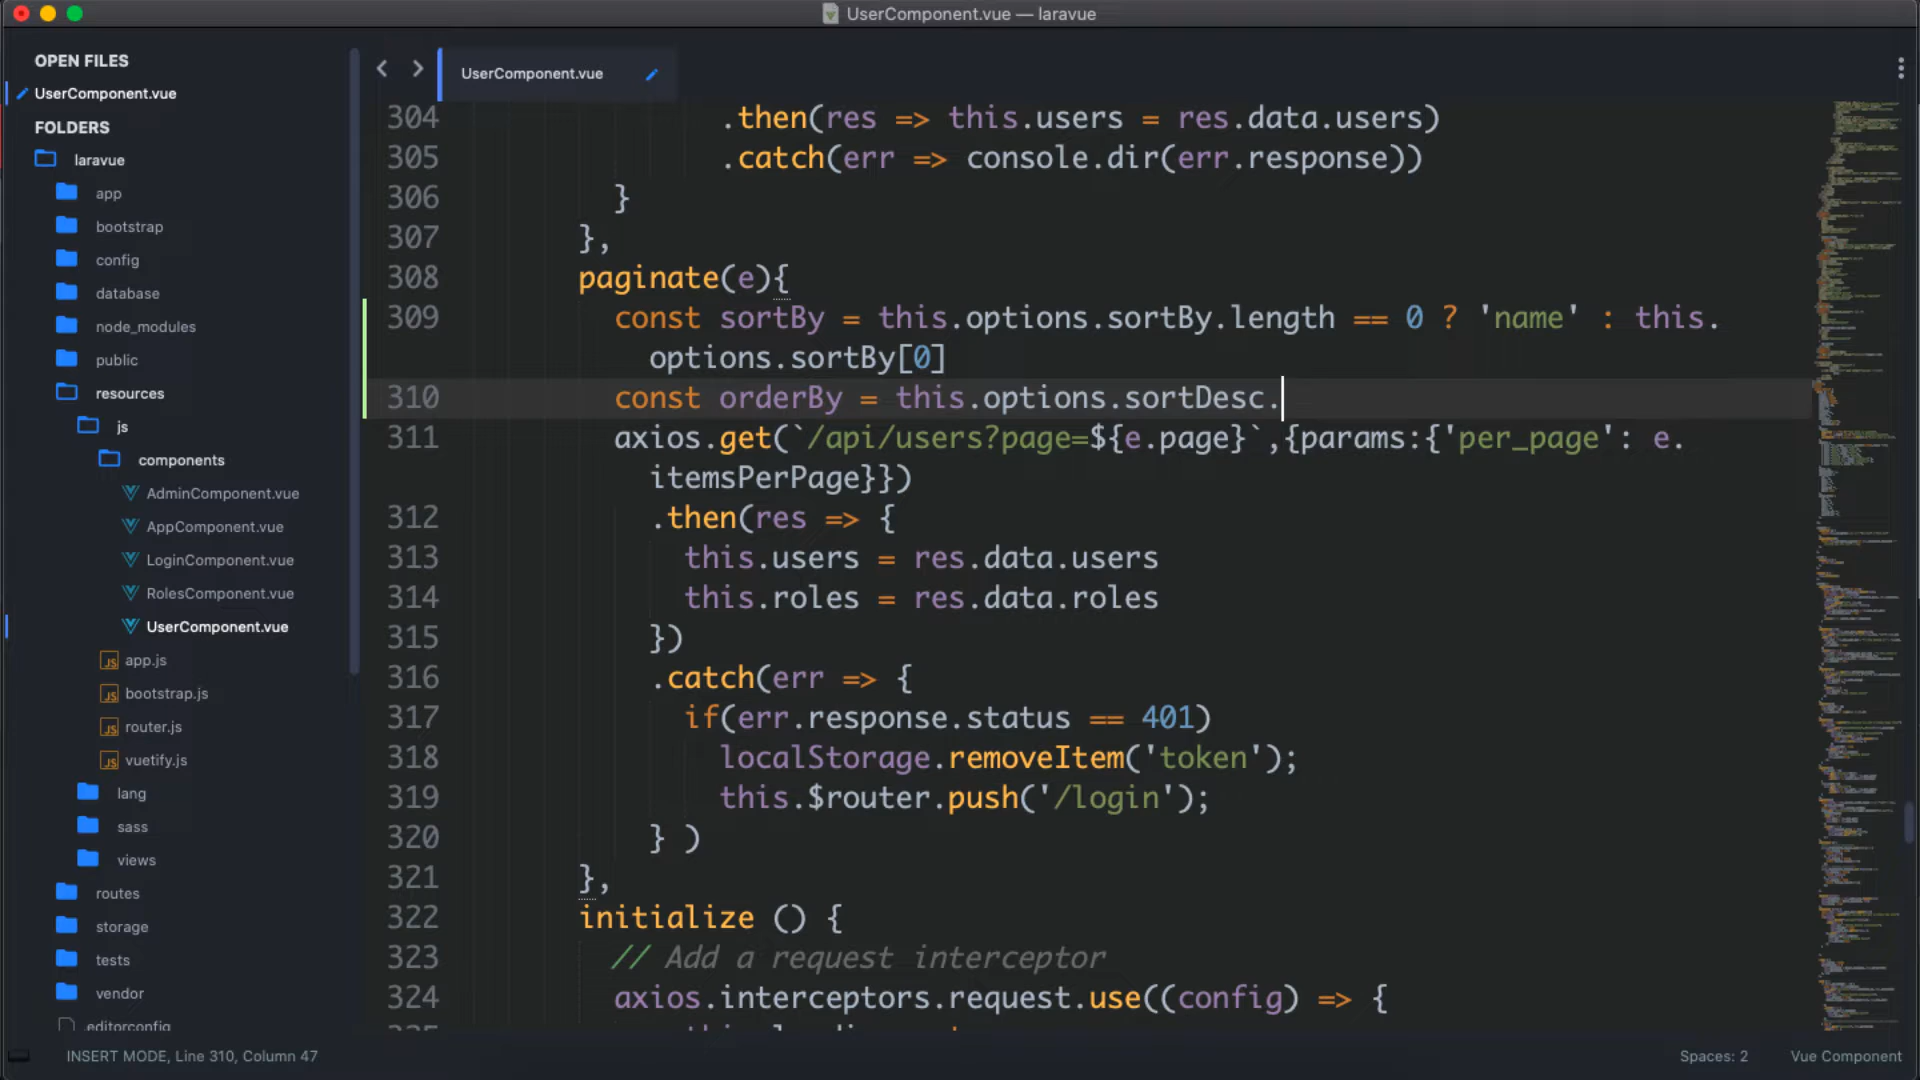 UserComponent.vue — laravue
OPEN FILES
UserComponent.vue
FOLDERS
laravue
app
bootstrap
config
database
node_modules
public
resources
js
components
AdminComponent.vue
AppComponent.vue
LoginComponent.vue
RolesComponent.vue
UserComponent.vue
app.js
bootstrap.js
router.js
vuetify.js
lang
sass
views
routes
storage
tests
vendor
.editorconfig
UserComponent.vue
304 .then(res => this.users = res.data.users)
305 .catch(err => console.dir(err.response))
306 }
307 },
308 paginate(e){
309 const sortBy = this.options.sortBy.length == 0 ? 'name' : this.
options.sortBy[0]
310 const orderBy = this.options.sortDesc.
311 axios.get(`/api/users?page=${e.page}`,{params:{'per_page': e.
itemsPerPage}})
312 .then(res => {
313 this.users = res.data.users
314 this.roles = res.data.roles
315 })
316 .catch(err => {
317 if(err.response.status == 401)
318 localStorage.removeItem('token');
319 this.$router.push('/login');
320 } )
321 },
322 initialize () {
323 // Add a request interceptor
324 axios.interceptors.request.use((config) => {
INSERT MODE, Line 310, Column 47
Spaces: 2
Vue Component